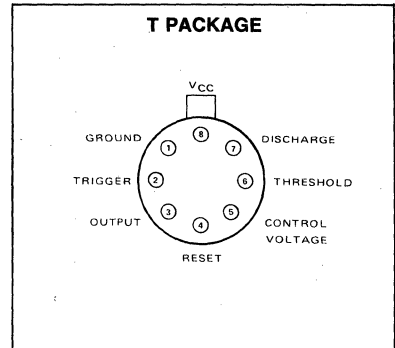 T PACKAGE
VCC
GROUND 1 8 7 DISCHARGE
TRIGGER 2 6 THRESHOLD
OUTPUT 3 4 5 CONTROL
VOLTAGE
RESET